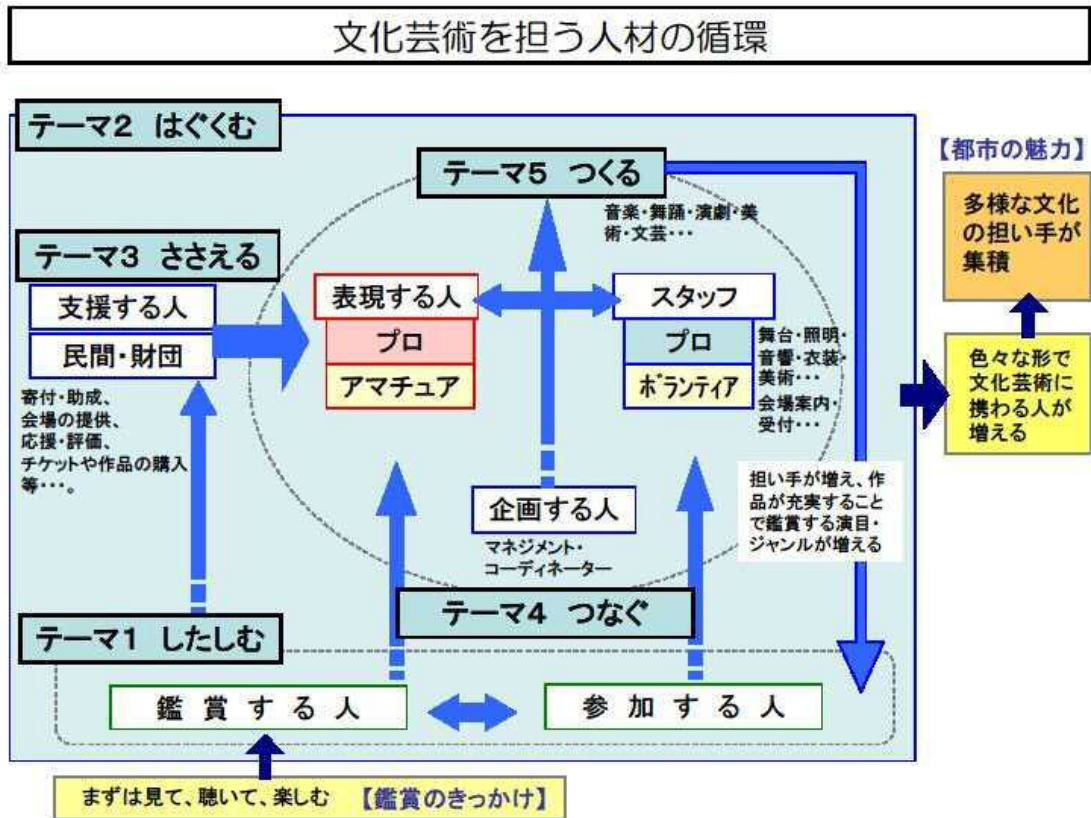 文化芸術を担う人材の循環
テーマ2 はぐくむ
テーマ5 つくる
音楽・舞踊・演劇・美
術・文芸・・・
テーマ3 ささえる
支援する人
民間・財団
寄付・助成、
会場の提供、
応援・評価、
チケットや作品の購入
等・・・。
表現する人
プロ
アマチュア
スタッフ
プロ
ボランティア
舞台・照明・
音響・衣装・
美術・・・
会場案内・
受付・・・
企画する人
マネジメント・
コーディネーター
担い手が増え、作
品が充実すること
で鑑賞する演目・
ジャンルが増える
テーマ4 つなぐ
テーマ1 したしむ
鑑賞する人
参加する人
まずは見て、聴いて、楽しむ 【鑑賞のきっかけ】
【都市の魅力】
多様な文化
の担い手が
集積
色々な形で
文化芸術に
携わる人が
増える